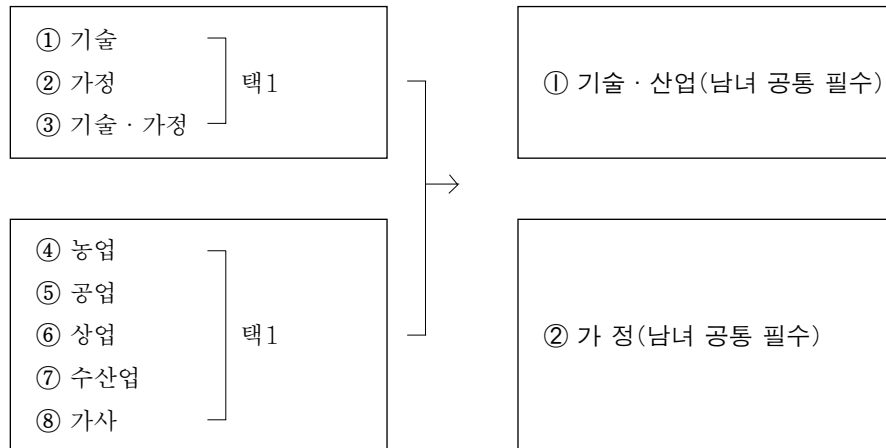 ① 기술
② 가정
③ 기술 · 가정
택1
④ 농업
⑤ 공업
⑥ 상업
⑦ 수산업
⑧ 가사
택1
① 기술 · 산업(남녀 공통 필수)
② 가 정(남녀 공통 필수)